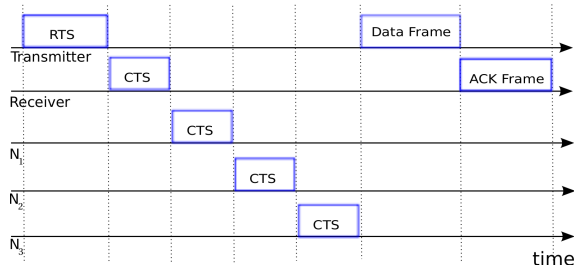 RTS
Data Frame
Transmitter
CTS
ACK Frame
Receiver
CTS
N1
CTS
N2
CTS
N3
time